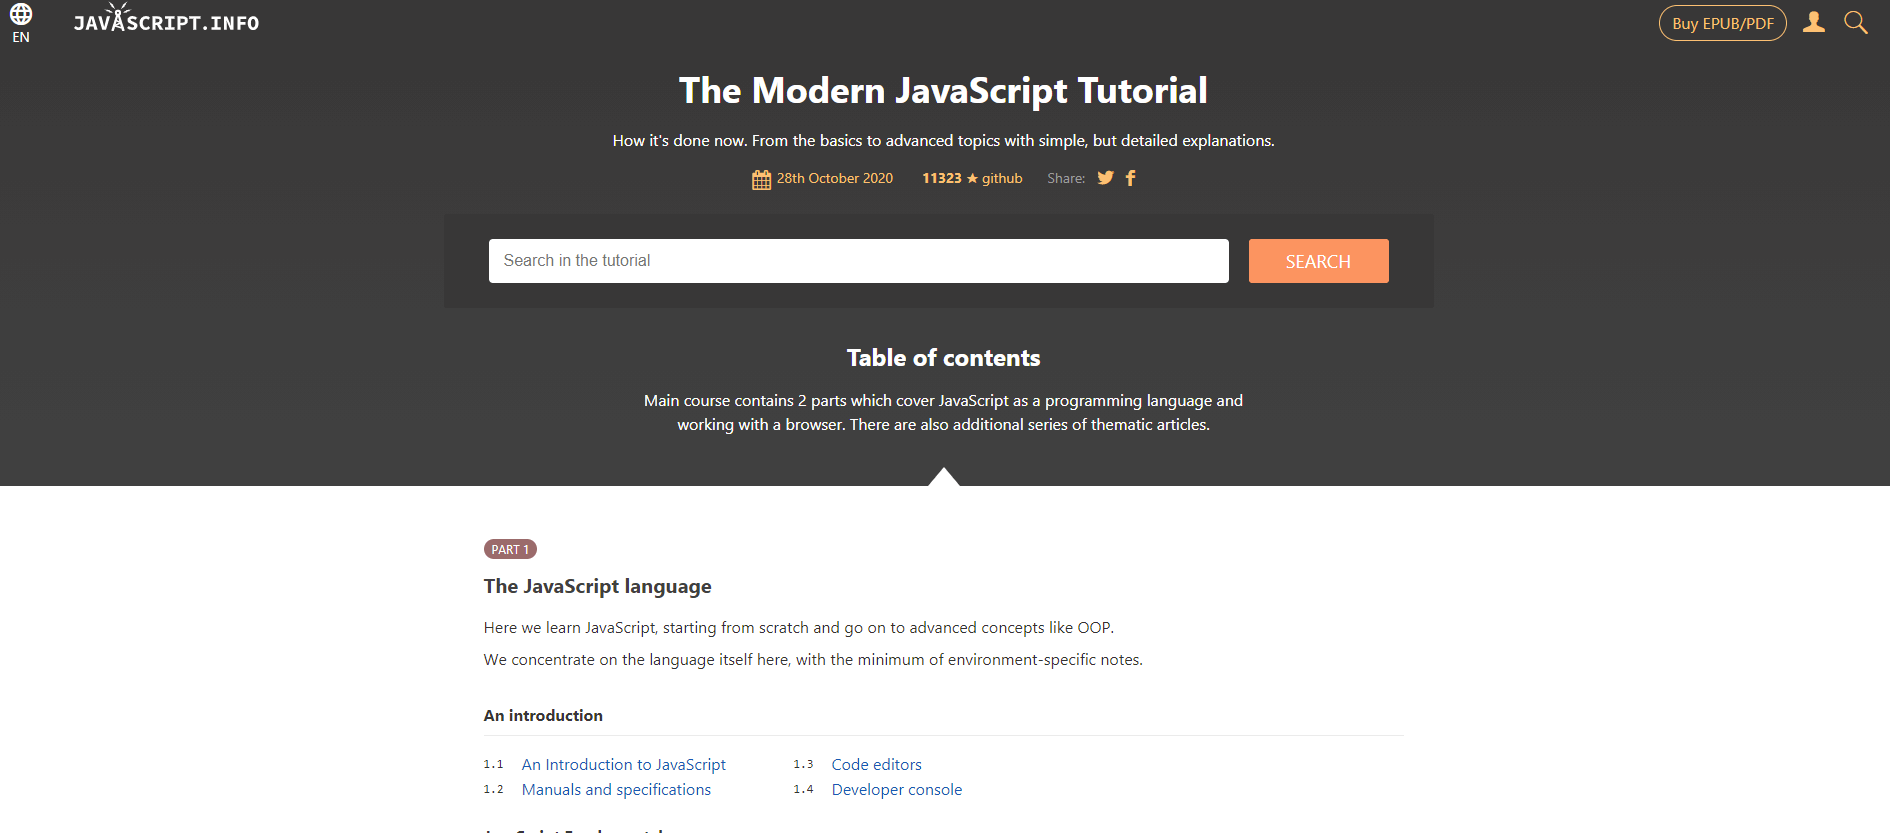 EN
JAVASCRIPT.INFO
Buy EPUB/PDF
The Modern JavaScript Tutorial
How it's done now. From the basics to advanced topics with simple, but detailed explanations.
28th October 2020 11323 ★ github Share:
Search in the tutorial
SEARCH
Table of contents
Main course contains 2 parts which cover JavaScript as a programming language and
working with a browser. There are also additional series of thematic articles.
PART 1
The JavaScript language
Here we learn JavaScript, starting from scratch and go on to advanced concepts like OOP.
We concentrate on the language itself here, with the minimum of environment-specific notes.
An introduction
1.1 An Introduction to JavaScript
1.2 Manuals and specifications
1.3 Code editors
1.4 Developer console